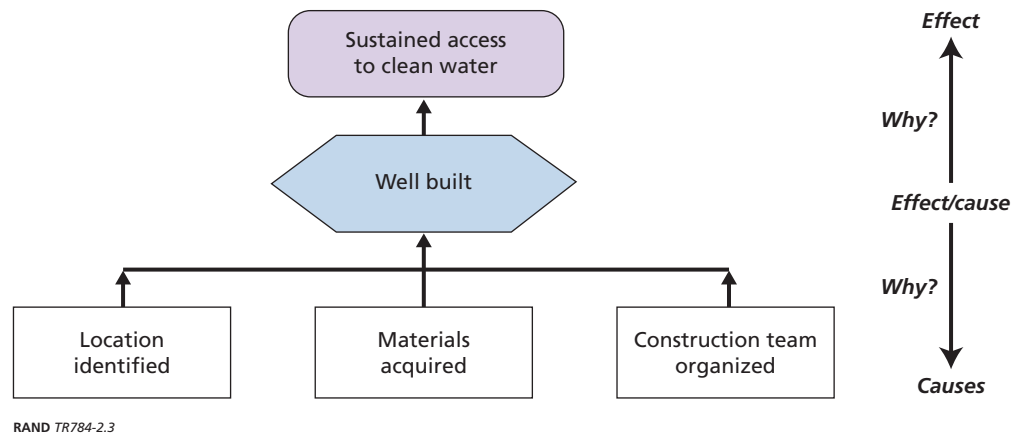 Sustained access
to clean water
Well built
Location
identified
Materials
acquired
Construction team
organized
Effect
Why?
Effect/cause
Why?
Causes
RAND TR784-2.3